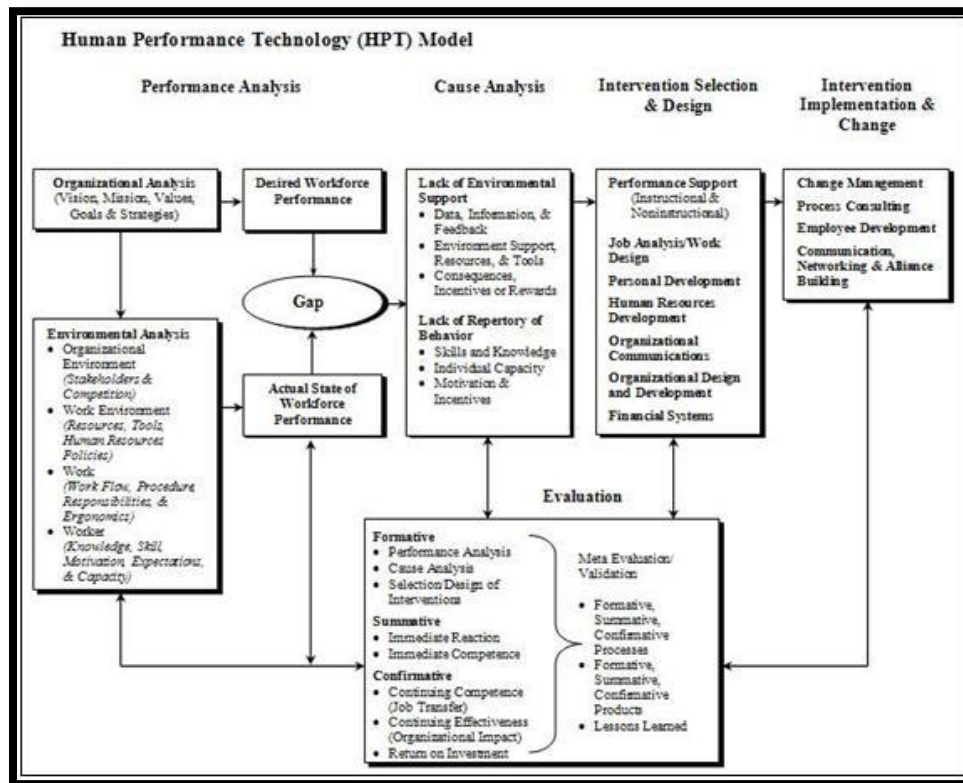 Human Performance Technology (HPT) Model
Performance Analysis
Cause Analysis
Intervention Selection
& Design
Intervention
Implementation &
Change
Organizational Analysis
(Vision, Mission, Values,
Goals & Strategies)
Desired Workforce
Performance
Gap
Environmental Analysis
• Organizational
Environment
(Stakeholders &
Competition)
• Work Environment
(Resources, Tools,
Human Resources
Policies)
• Work
(Work Flow, Procedure,
Responsibilities, &
Ergonomics)
• Worker
(Knowledge, Skill,
Motivation, Expectations,
& Capacity)
Actual State of
Workforce
Performance
Lack of Environmental
Support
• Data, Information, &
Feedback
• Environment Support,
Resources, & Tools
• Consequences,
Incentives or Rewards
Lack of Repertory of
Behavior
• Skills and Knowledge
• Individual Capacity
• Motivation &
Incentives
Performance Support
(Instructional &
Noninstructional)
Job Analysis/Work
Design
Personal Development
Human Resources
Development
Organizational
Communications
Organizational Design
and Development
Financial Systems
Change Management
Process Consulting
Employee Development
Communication,
Networking & Alliance
Building
Evaluation
Formative
• Performance Analysis
• Cause Analysis
• Selection/Design of
Interventions
Summative
• Immediate Reaction
• Immediate Competence
Confirmative
• Continuing Competence
(Job Transfer)
• Continuing Effectiveness
(Organizational Impact)
• Return on Investment
Meta Evaluation/
Validation
• Formative,
Summative,
Confirmative
Processes
• Formative,
Summative,
Confirmative
Products
• Lessons Learned